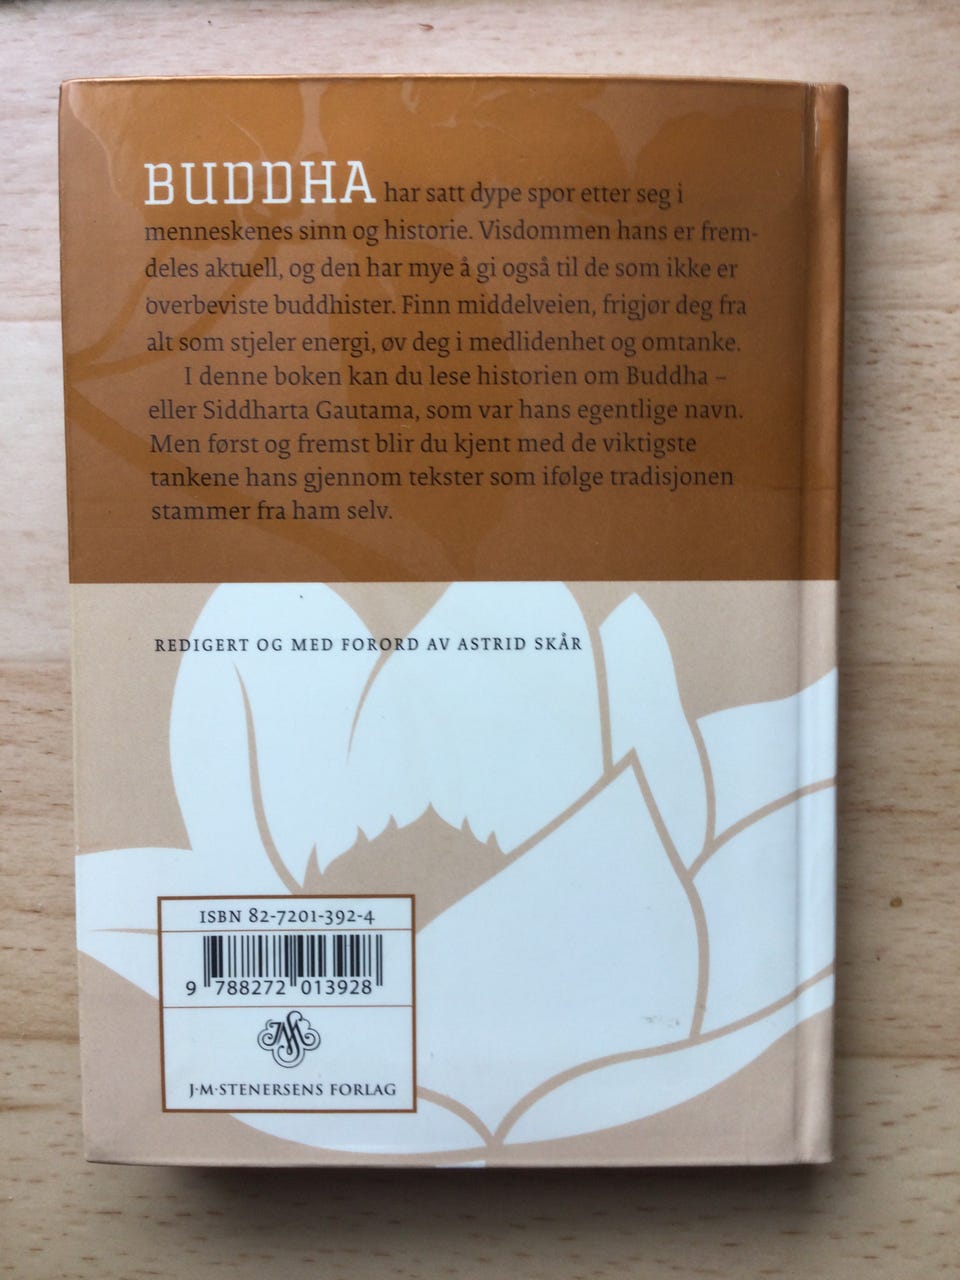 BUDDHA har satt dype spor etter seg i
menneskenes sinn og historie. Visdommen hans er frem-
deles aktuell, og den har mye å gi også til de som ikke er
overbeviste buddhister. Finn middelveien, frigjør deg fra
alt som stjeler energi, øv deg i medlidenhet og omtanke.
I denne boken kan du lese historien om Buddha –
eller Siddharta Gautama, som var hans egentlige navn.
Men først og fremst blir du kjent med de viktigste
tankene hans gjennom tekster som ifølge tradisjonen
stammer fra ham selv.
REDIGERT OG MED FORORD AV ASTRID SKÅR
ISBN 82-7201-392-4
9 788272 013928
J·M·STENERSENS FORLAG